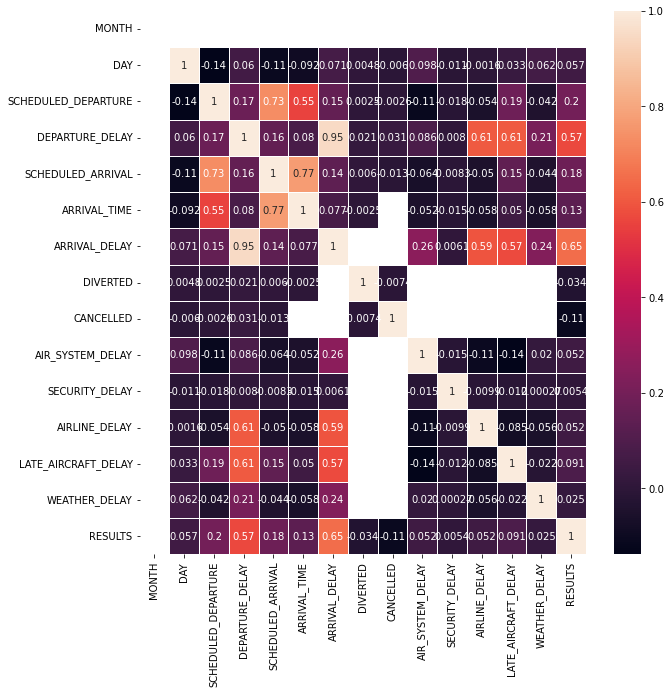 MONTH
DAY 1 -0.14 0.06 -0.11 -0.092 0.071 0.0048 -0.006 0.098 -0.011 -0.0016 0.033 0.062 0.057
SCHEDULED_DEPARTURE -0.14 1 0.17 0.73 0.55 0.15 0.0025 0.0026 -0.11 -0.018 -0.054 0.19 -0.042 0.2
DEPARTURE_DELAY 0.06 0.17 1 0.16 0.08 0.95 0.021 0.031 0.086 0.008 0.61 0.61 0.21 0.57
SCHEDULED_ARRIVAL -0.11 0.73 0.16 1 0.77 0.14 0.006 -0.013 -0.064 0.0083 -0.05 0.15 -0.044 0.18
ARRIVAL_TIME -0.092 0.55 0.08 0.77 1 0.077 -0.0025 -0.052 -0.015 -0.058 0.05 -0.058 0.13
ARRIVAL_DELAY 0.071 0.15 0.95 0.14 0.077 1 0.26 0.0061 0.59 0.57 0.24 0.65
DIVERTED 0.0048 0.0025 0.021 0.006 -0.0025 1 -0.0074 -0.034
CANCELLED -0.006 -0.0026 0.031 -0.013 0.0074 1 -0.11
AIR_SYSTEM_DELAY 0.098 -0.11 0.086 -0.064 -0.052 0.26 1 -0.015 -0.11 -0.14 0.02 0.052
SECURITY_DELAY -0.011 -0.018 0.008 -0.0083 -0.015 0.0061 -0.015 1 -0.0099 -0.012 0.00027 0.0054
AIRLINE_DELAY 0.0016 -0.054 0.61 -0.05 -0.058 0.59 -0.11 -0.0099 1 -0.085 -0.056 0.052
LATE_AIRCRAFT_DELAY 0.033 0.19 0.61 0.15 0.05 0.57 -0.14 -0.012 -0.085 1 -0.022 0.091
WEATHER_DELAY 0.062 -0.042 0.21 -0.044 -0.058 0.24 0.02 0.00027 -0.056 -0.022 1 0.025
RESULTS 0.057 0.2 0.57 0.18 0.13 0.65 -0.034 -0.11 0.052 0.0054 0.052 0.091 0.025 1
MONTH
DAY
SCHEDULED_DEPARTURE
DEPARTURE_DELAY
SCHEDULED_ARRIVAL
ARRIVAL_TIME
ARRIVAL_DELAY
DIVERTED
CANCELLED
AIR_SYSTEM_DELAY
SECURITY_DELAY
AIRLINE_DELAY
LATE_AIRCRAFT_DELAY
WEATHER_DELAY
RESULTS
1.0
0.8
0.6
0.4
0.2
0.0